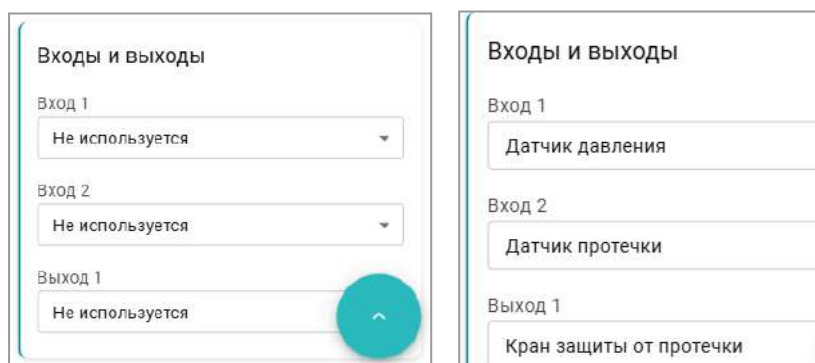 Входы и выходы
Вход 1
Не используется
Вход 2
Не используется
Выход 1
Не используется
Входы и выходы
Вход 1
Датчик давления
Вход 2
Датчик протечки
Выход 1
Кран защиты от протечки